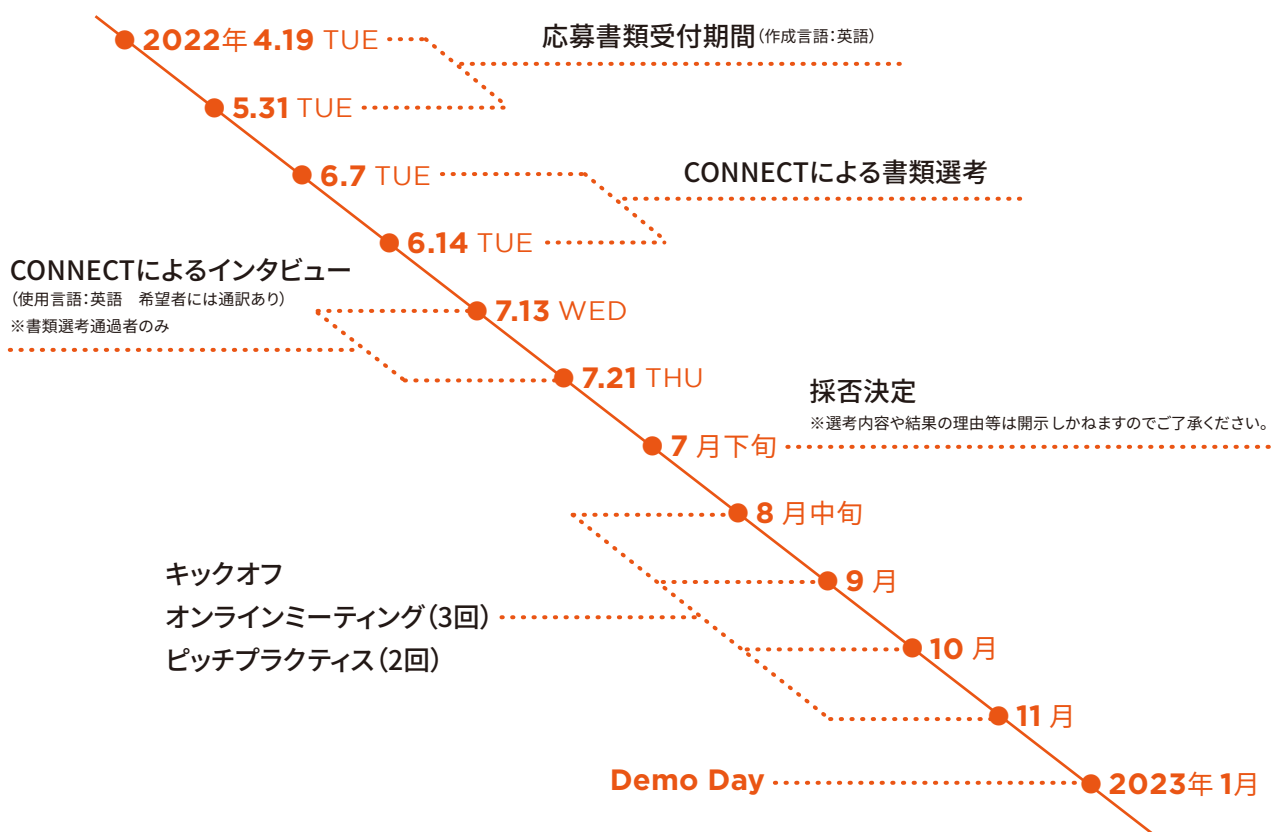 2022年 4.19 TUE
応募書類受付期間(作成言語:英語)
5.31 TUE
6.7 TUE
CONNECTによる書類選考
6.14 TUE
CONNECTによるインタビュー
(使用言語:英語　希望者には通訳あり)
※書類選考通過者のみ
7.13 WED
7.21 THU
採否決定
※選考内容や結果の理由等は開示しかねますのでご了承ください。
7 月下旬
8 月中旬
キックオフ
オンラインミーティング(3回)
ピッチプラクティス(2回)
9 月
10 月
11 月
Demo Day
2023年 1月